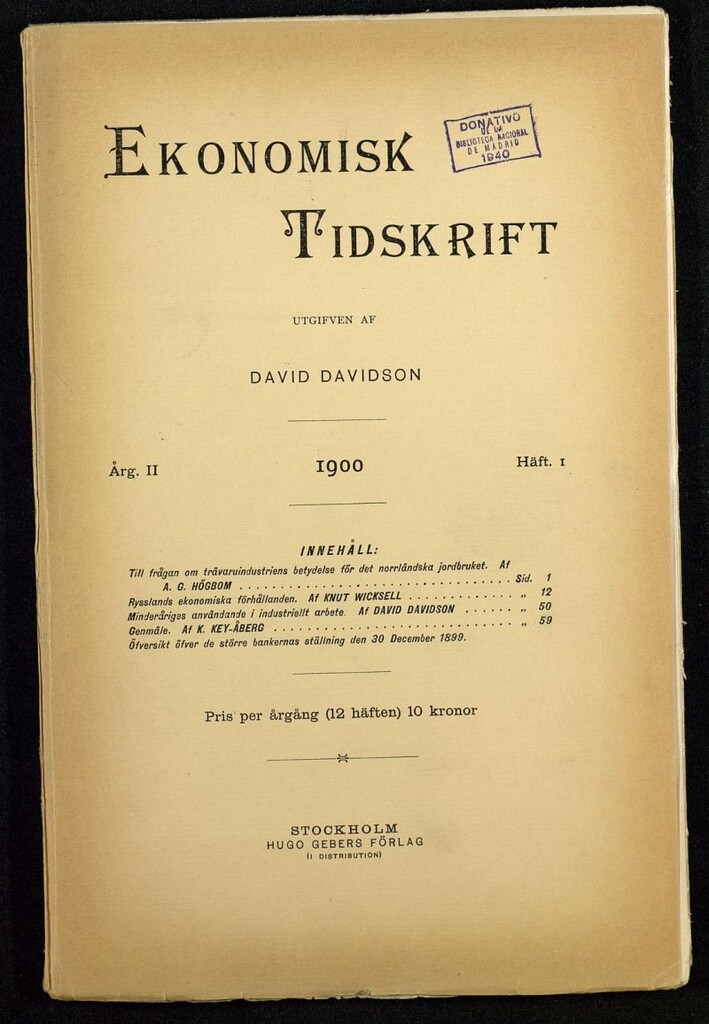 EKONOMISK
DONATIVO
DE LA
BIBLIOTECA NACIONAL
DE MADRID
1940
TIDSKRIFT
UTGIFVEN AF
DAVID DAVIDSON
Årg. II 1900 Häft. 1
INNEHÅLL:
Till frågan om trävaruindustriens betydelse för det norrländska jordbruket. Af
A. G. HÖGBOM . . . . . . . . . . . . . . . . . . . . . . . . . . . . . . Sid. 1
Rysslands ekonomiska förhållanden. Af KNUT WICKSELL . . . . . . . . . . . . „ 12
Minderåriges användande i industriellt arbete. Af DAVID DAVIDSON . . . . . . „ 50
Genmäle. Af K. KEY-ÅBERG . . . . . . . . . . . . . . . . . . . . . . . . . „ 59
Öfversikt öfver de större bankernas ställning den 30 December 1899.
Pris per årgång (12 häften) 10 kronor
STOCKHOLM
HUGO GEBERS FÖRLAG
(I DISTRIBUTION)